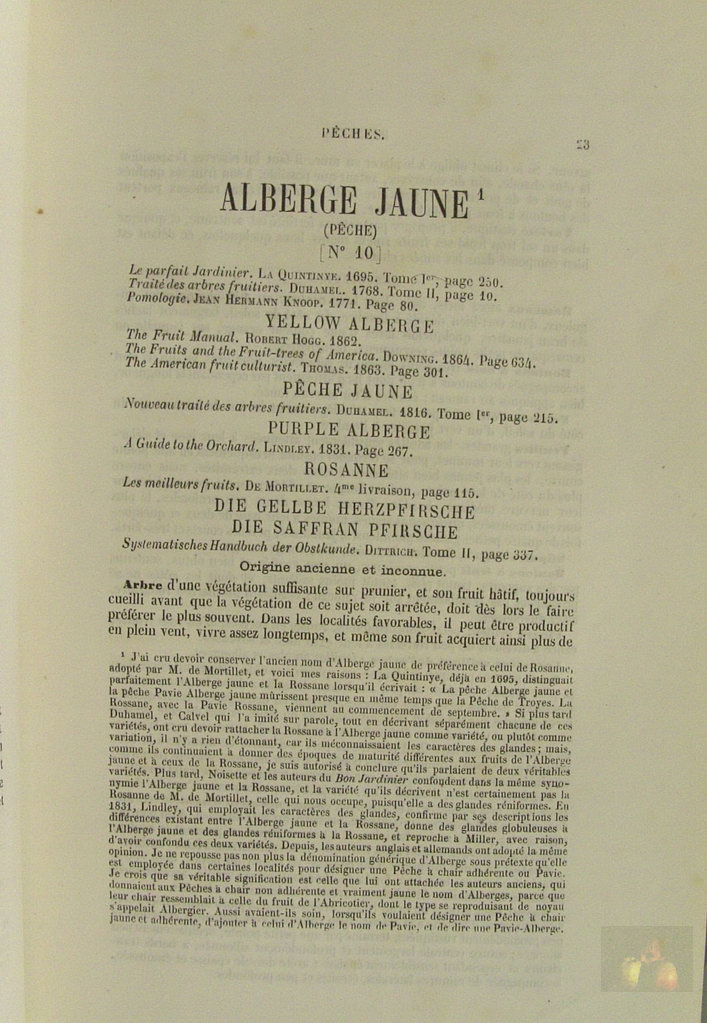 PÊCHES.
23
ALBERGE JAUNE ¹
(PÊCHE)
[N° 10]
Le parfait Jardinier. LA QUINTINYE. 1695. Tome Ier, page 250.
Traité des arbres fruitiers. DUHAMEL. 1768. Tome II, page 10.
Pomologie. JEAN HERMANN KNOOP. 1771. Page 80.
YELLOW ALBERGE
The Fruit Manual. ROBERT HOGG. 1862.
The Fruits and the Fruit-trees of America. DOWNING. 1864. Page 634.
The American fruit culturist. THOMAS. 1863. Page 301.
PÊCHE JAUNE
Nouveau traité des arbres fruitiers. DUHAMEL. 1816. Tome Ier, page 215.
PURPLE ALBERGE
A Guide to the Orchard. LINDLEY. 1831. Page 267.
ROSANNE
Les meilleurs fruits. DE MORTILLET. 4me livraison, page 115.
DIE GELLBE HERZPFIRSCHE
DIE SAFFRAN PFIRSCHE
Systematisches Handbuch der Obstkunde. DITTRICH. Tome II, page 337.
Origine ancienne et inconnue.
Arbre d'une végétation suffisante sur prunier, et son fruit hâtif, toujours
cueilli avant que la végétation de ce sujet soit arrêtée, doit dès lors le faire
préférer le plus souvent. Dans les localités favorables, il peut être productif
en plein vent, vivre assez longtemps, et même son fruit acquiert ainsi plus de
¹ J'ai cru devoir conserver l'ancien nom d'Alberge jaune de préférence à celui de Rosanne,
adopté par M. de Mortillet, et voici mes raisons : La Quintinye, déjà en 1695, distinguait
parfaitement l'Alberge jaune et la Rossane lorsqu'il écrivait : « La pêche Alberge jaune et
la pêche Pavie Alberge jaune mûrissent presque en même temps que la Pêche de Troyes. La
Rossane, avec la Pavie Rossane, viennent au commencement de septembre. » Si plus tard
Duhamel, et Calvel qui l'a imité sur parole, tout en décrivant séparément chacune de ces
variétés, ont cru devoir rattacher la Rossane à l'Alberge jaune comme variété, ou plutôt comme
variation, il n'y a rien d'étonnant, car ils méconnaissaient les caractères des glandes ; mais,
comme ils continuaient à donner des époques de maturité différentes aux fruits de l'Alberge
jaune et à ceux de la Rossane, je suis autorisé à conclure qu'ils parlaient de deux véritables
variétés. Plus tard, Noisette et les auteurs du Bon Jardinier confondent dans la même syno-
nymie l'Alberge jaune et la Rossane, et la variété qu'ils décrivent n'est certainement pas la
Rosanne de M. de Mortillet, celle qui nous occupe, puisqu'elle a des glandes réniformes. En
1831, Lindley, qui employait les caractères des glandes, confirme par ses descriptions les
différences existant entre l'Alberge jaune et la Rossane, donne des glandes globuleuses à
l'Alberge jaune et des glandes réniformes à la Rossane, et reproche à Miller, avec raison,
d'avoir confondu ces deux variétés. Depuis, les auteurs anglais et allemands ont adopté la même
opinion. Je ne repousse pas non plus la dénomination générique d'Alberge sous prétexte qu'elle
est employée dans certaines localités pour désigner une Pêche à chair adhérente ou Pavie.
Je crois que sa véritable signification est celle que lui ont attachée les auteurs anciens, qui
donnaient aux Pêches à chair non adhérente et vraiment jaune le nom d'Alberges, parce que
leur chair ressemblait à celle du fruit de l'Abricotier, dont le type se reproduisant de noyau
s'appelait Albergier. Aussi avaient-ils soin, lorsqu'ils voulaient désigner une Pêche à chair
jaune et adhérente, d'ajouter à celui d'Alberge le nom de Pavie, et de dire une Pavie-Alberge.